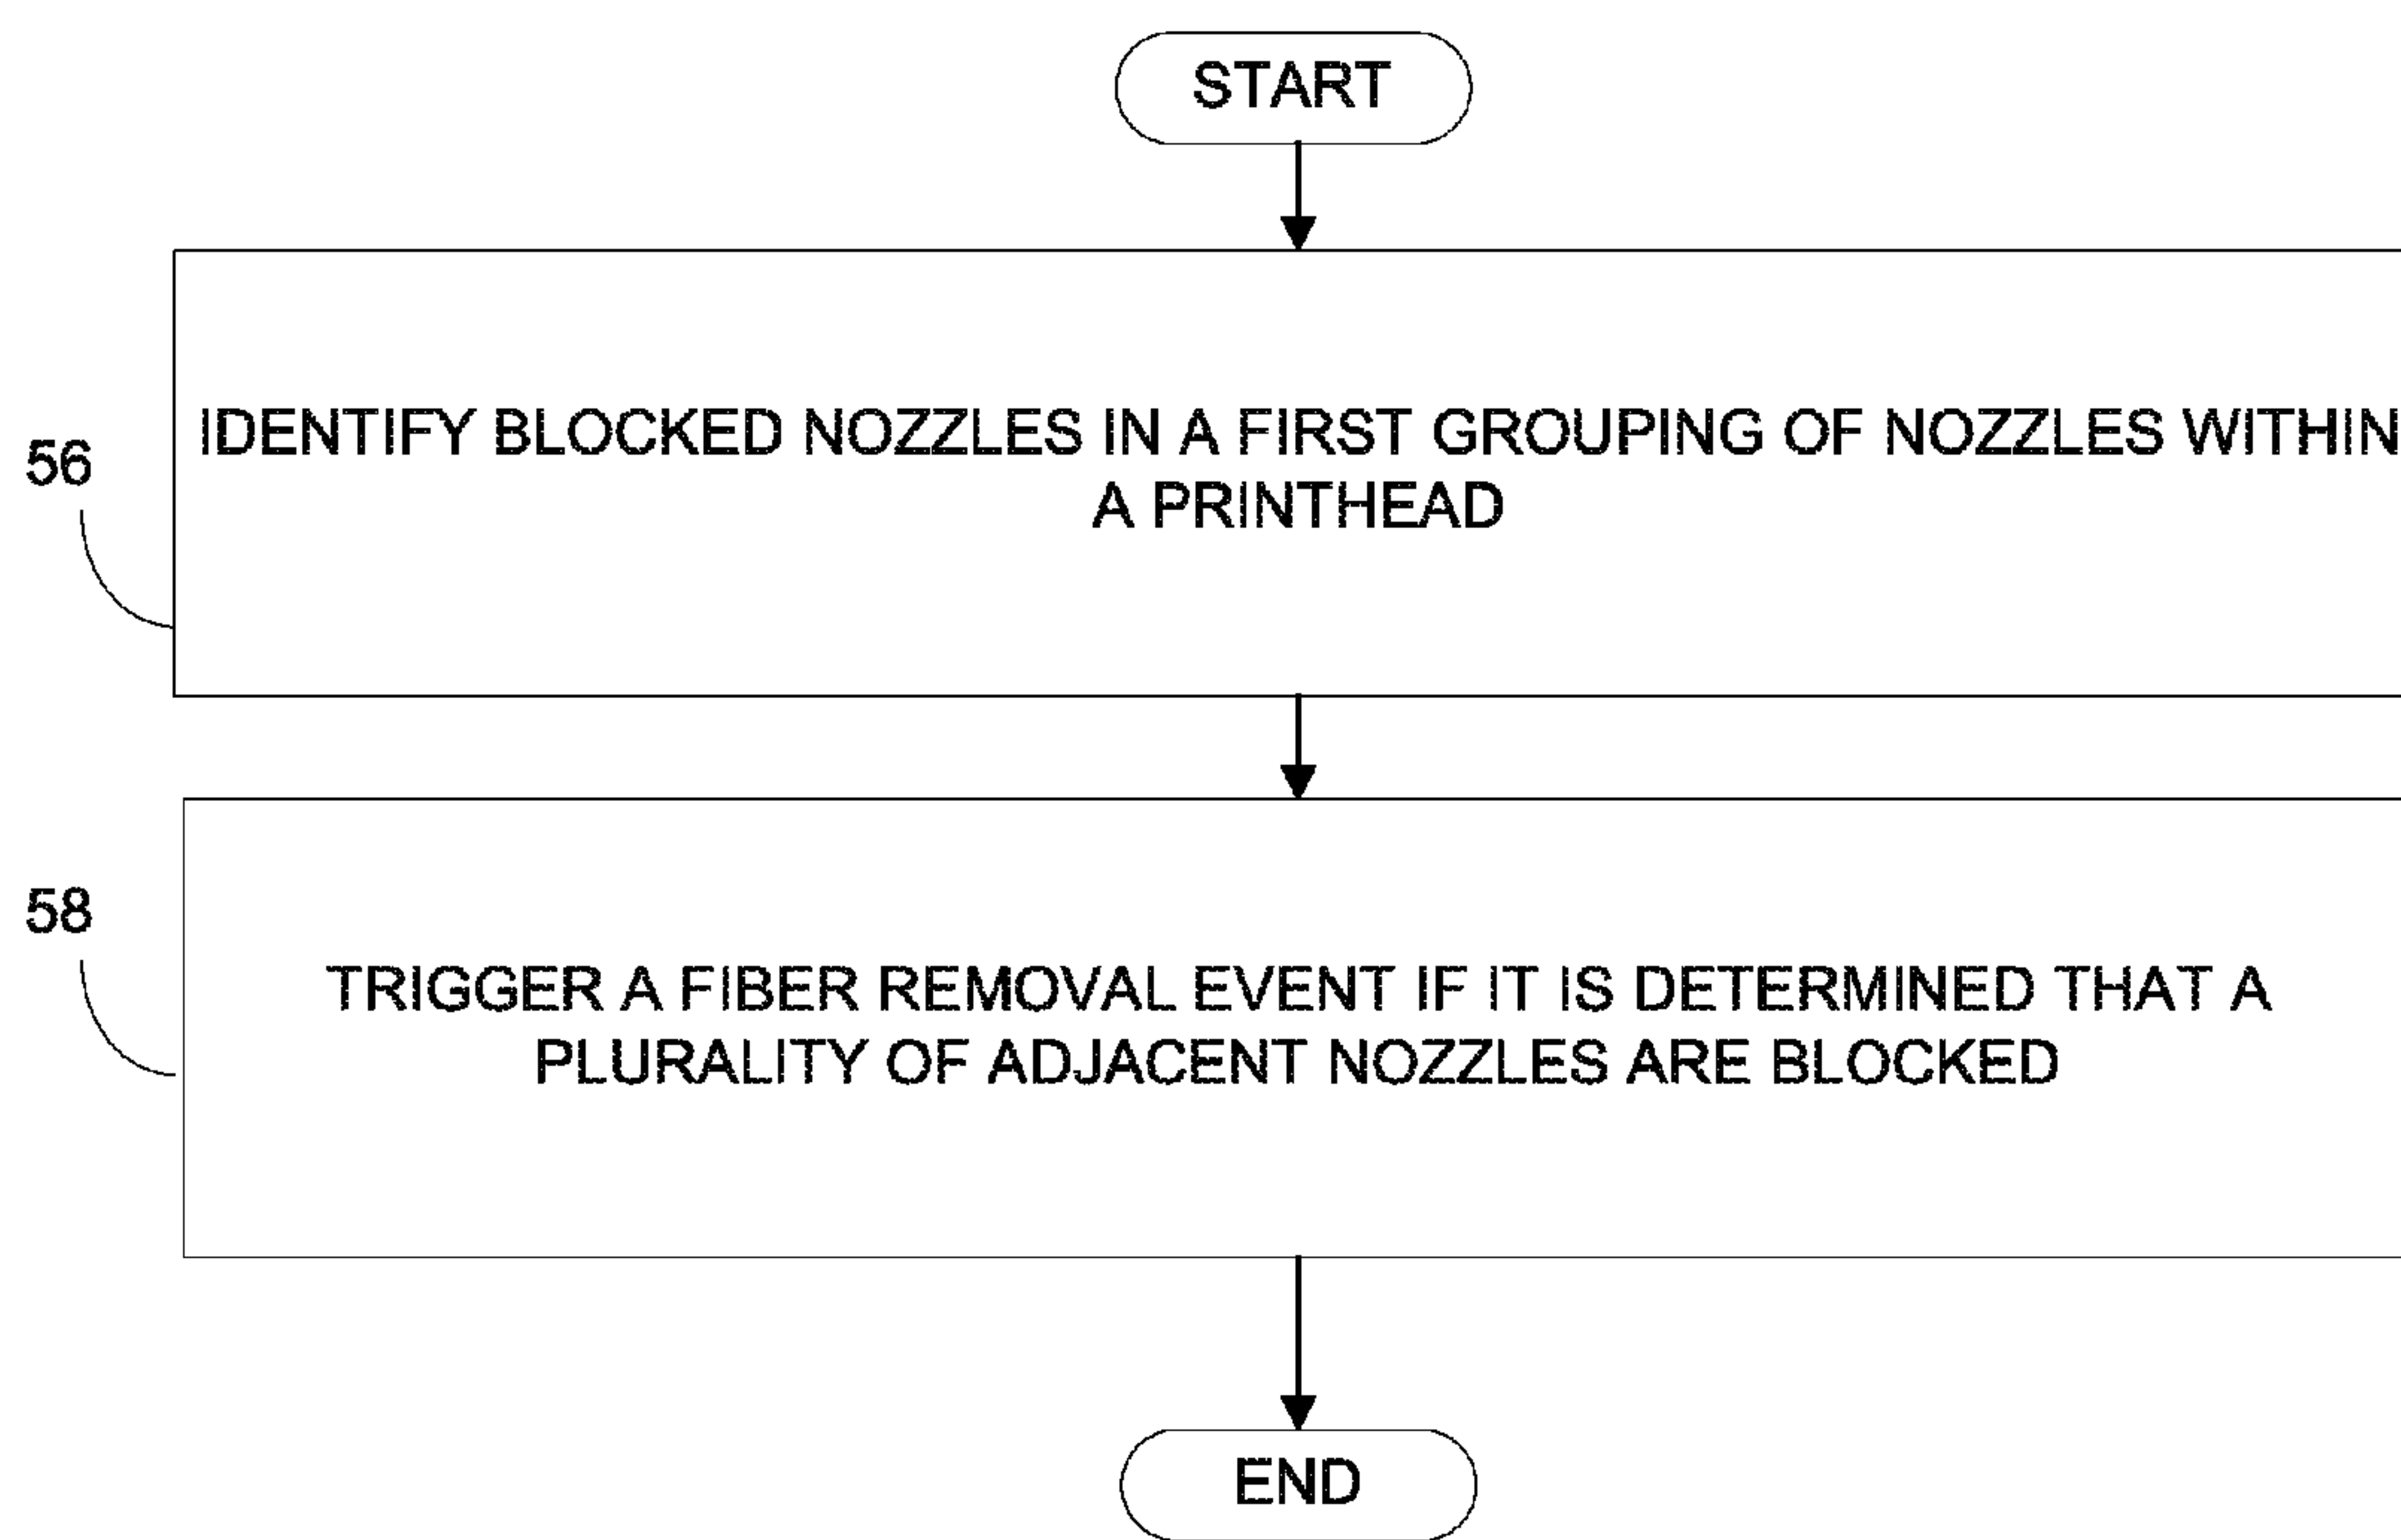 START
56
IDENTIFY BLOCKED NOZZLES IN A FIRST GROUPING OF NOZZLES WITHIN
A PRINTHEAD
58
TRIGGER A FIBER REMOVAL EVENT IF IT IS DETERMINED THAT A
PLURALITY OF ADJACENT NOZZLES ARE BLOCKED
END